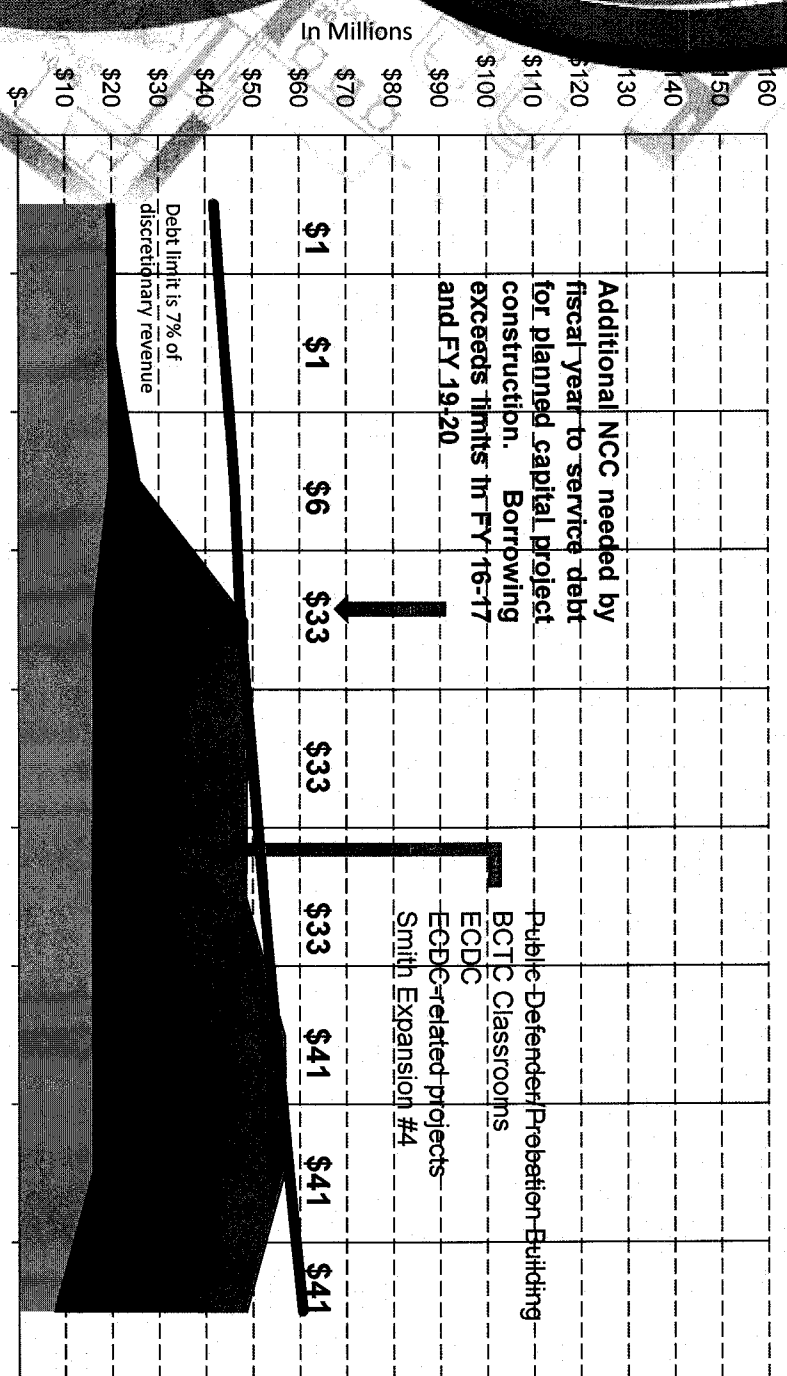 In Millions
160
150
140
130
$120
$110
$100
$90
$80
$70
$60
$50
$40
$30
$20
$10
$-
Additional NCC needed by
fiscal year to service debt
for planned capital project
construction. Borrowing
exceeds limits in FY 16-17
and FY 19-20
Public Defender/Probation Building
BCTC Classrooms
ECDC
ECDC-related projects
Smith Expansion #4
$1 $1 $6 $33 $33 $33 $41 $41 $41
Debt limit is 7% of
discretionary revenue